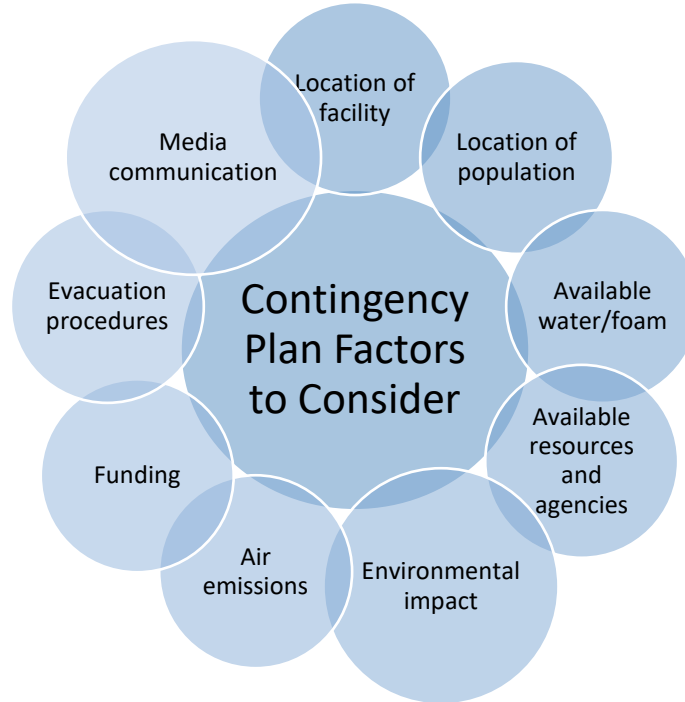 Contingency
Plan Factors
to Consider
Location of
facility
Location of
population
Available
water/foam
Available
resources
and
agencies
Environmental
impact
Air
emissions
Funding
Evacuation
procedures
Media
communication